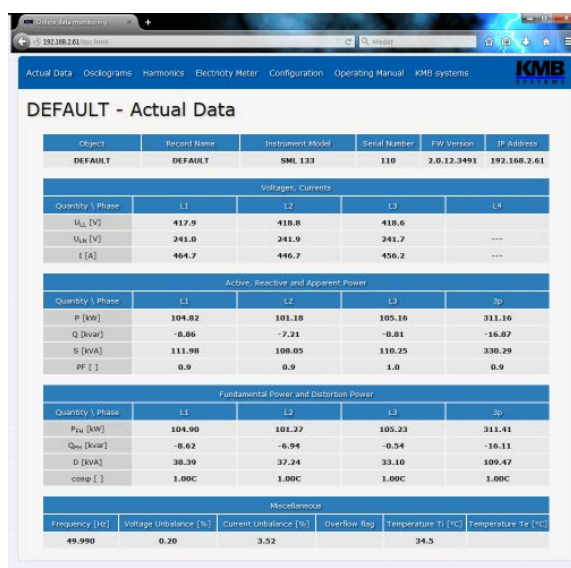 Online data monitoring
192.168.2.61/osc.html
Hledat
Actual Data Oscilograms Harmonics Electricity Meter Configuration Operating Manual KMB systems
KMB
SYSTEMS
DEFAULT - Actual Data
Object Record Name Instrument Model Serial Number FW Version IP Address
DEFAULT DEFAULT SML 133 110 2.0.12.3491 192.168.2.61
Voltages, Currents
Quantity \ Phase L1 L2 L3 L4
ULL [V] 417.9 418.8 418.6
ULN [V] 241.0 241.9 241.7 ---
I [A] 464.7 446.7 456.2 ---
Active, Reactive and Apparent Power
Quantity \ Phase L1 L2 L3 3p
P [kW] 104.82 101.18 105.16 311.16
Q [kvar] -8.86 -7.21 -0.81 -16.87
S [kVA] 111.98 108.05 110.25 330.29
PF [ ] 0.9 0.9 1.0 0.9
Fundamental Power and Distortion Power
Quantity \ Phase L1 L2 L3 3p
PFH [kW] 104.90 101.27 105.23 311.41
QFH [kvar] -8.62 -6.94 -0.54 -16.11
D [kVA] 38.39 37.24 33.10 109.47
cosφ [ ] 1.00C 1.00C 1.00C 1.00C
Miscellaneous
Frequency [Hz] Voltage Unbalance [%] Current Unbalance [%] Overflow flag Temperature Ti [°C] Temperature Te [°C]
49.990 0.20 3.52 34.5